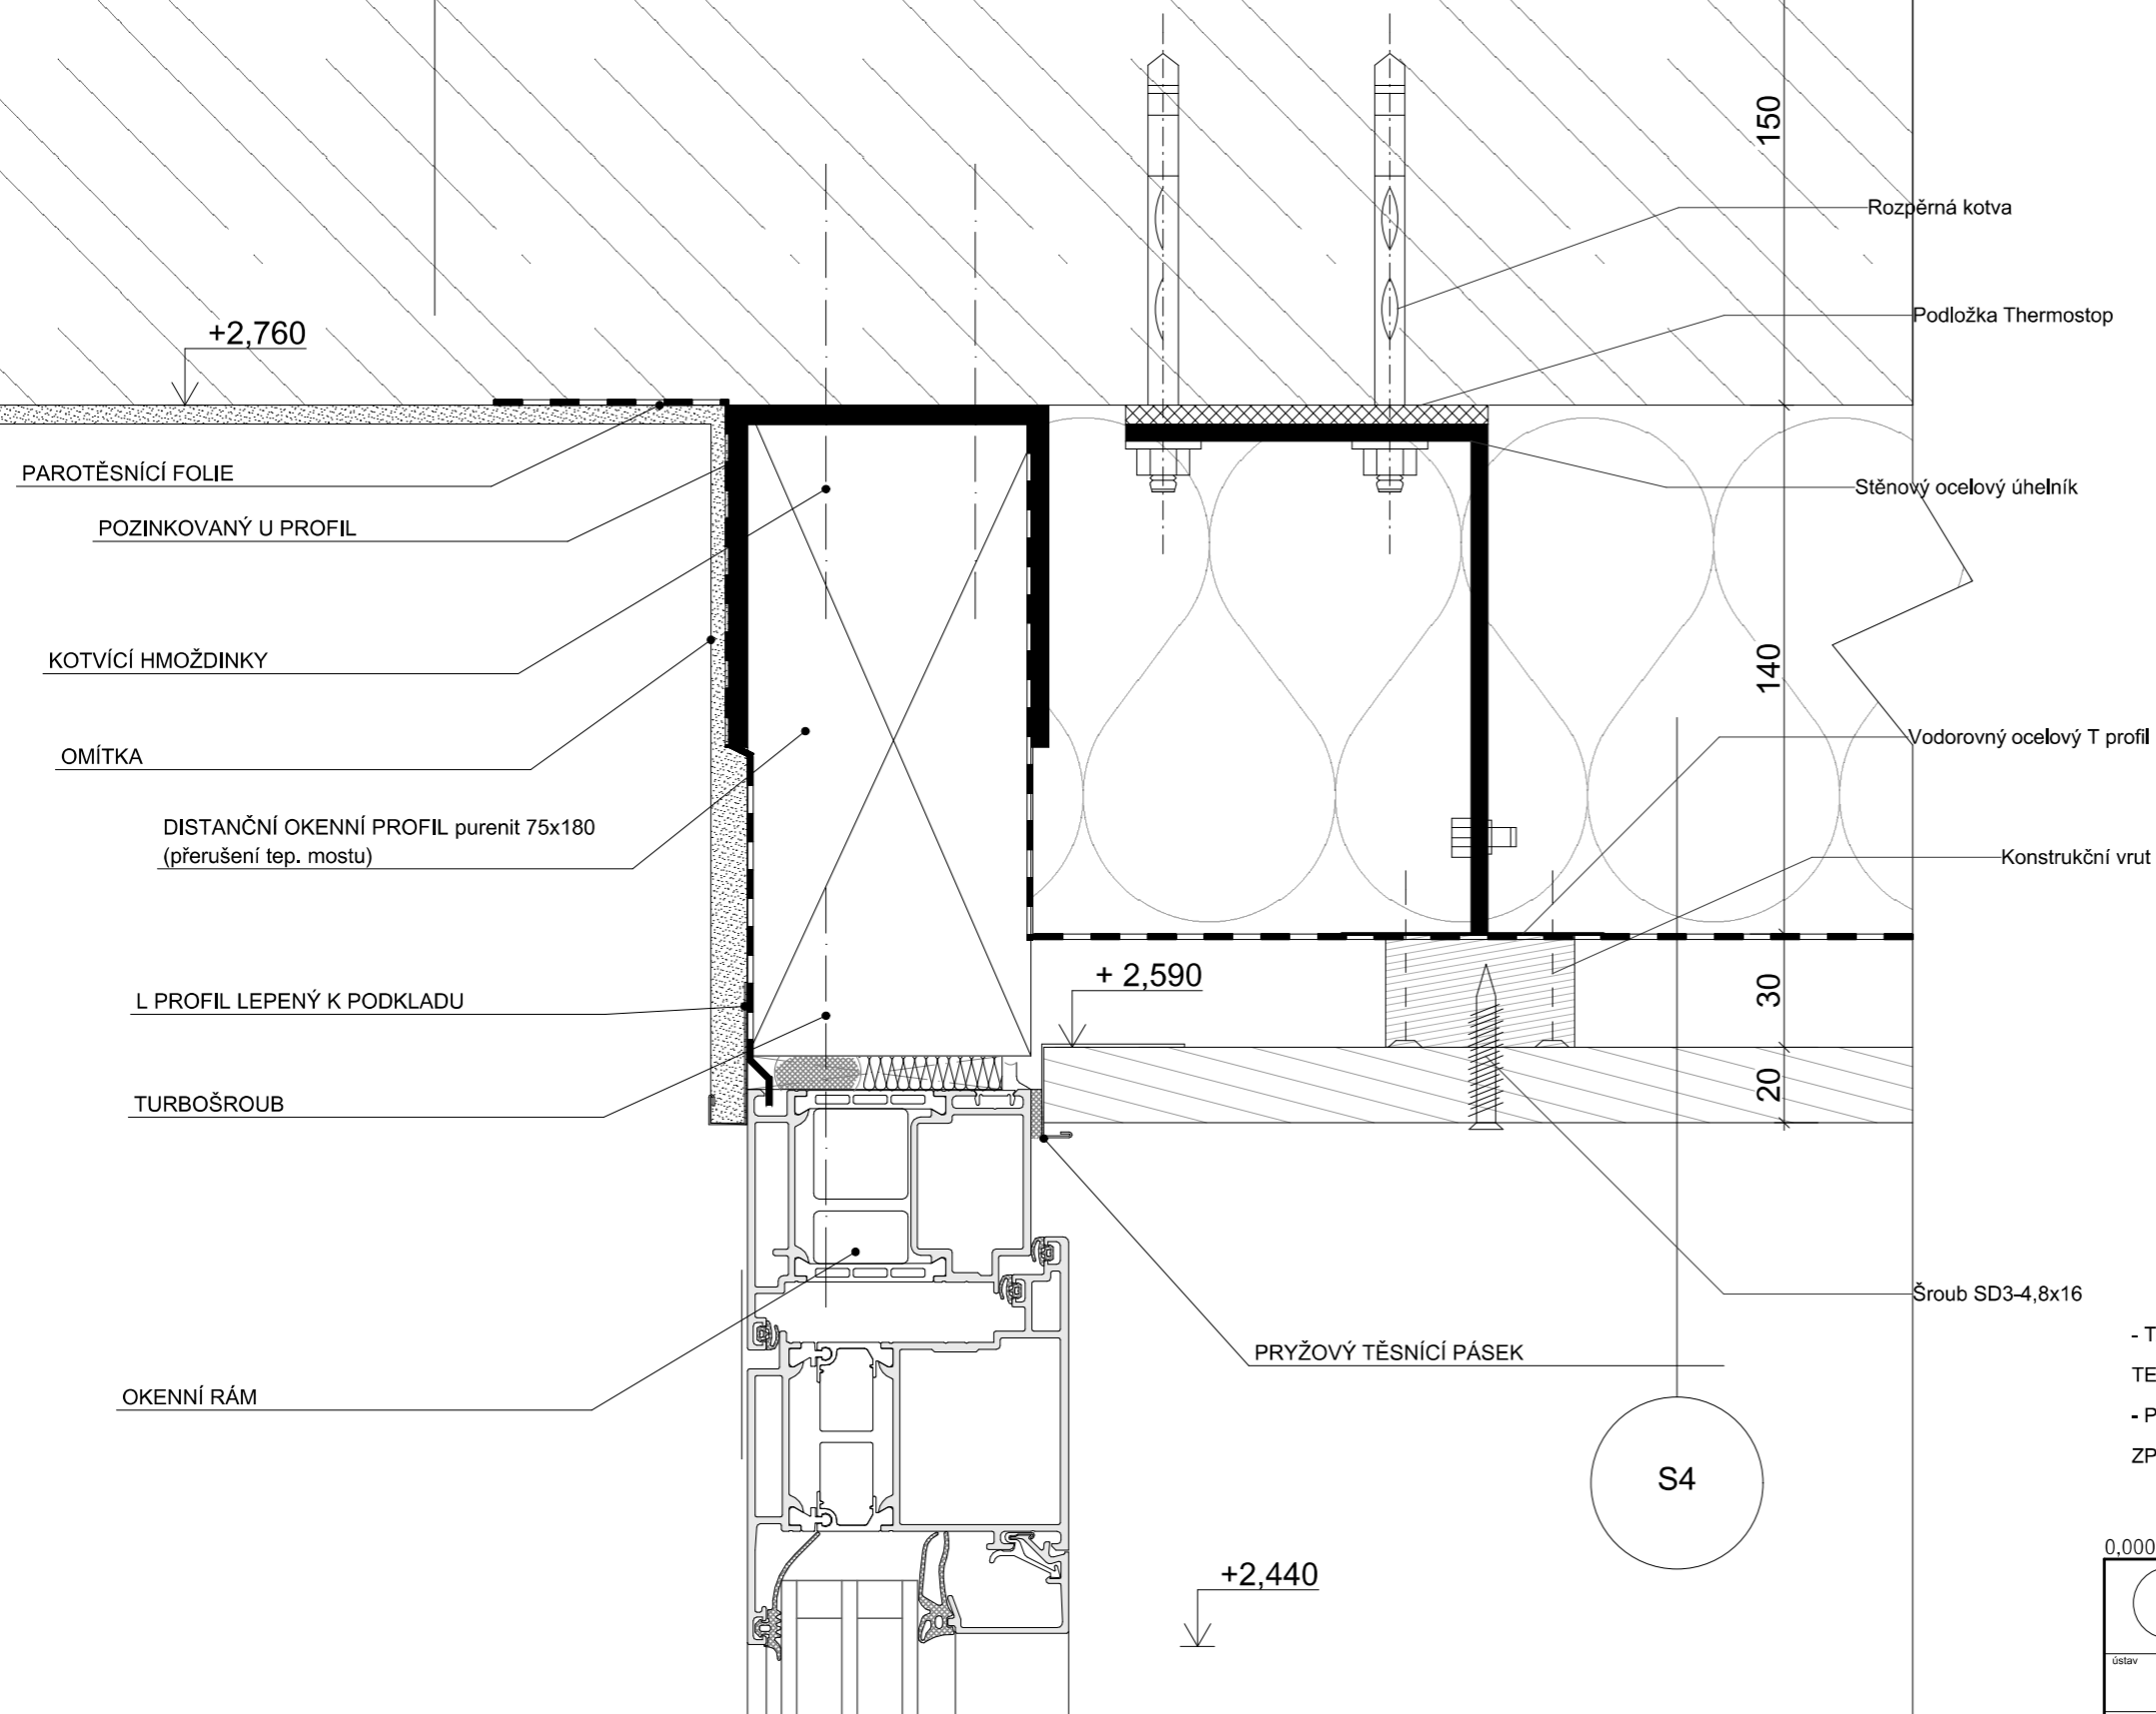 150
Rozpěrná kotva
Podložka Thermostop
+2,760
PAROTĚSNÍCÍ FOLIE
Stěnový ocelový úhelník
POZINKOVANÝ U PROFIL
KOTVÍCÍ HMOŽDINKY
140
Vodorovný ocelový T profil
OMÍTKA
DISTANČNÍ OKENNÍ PROFIL purenit 75x180
(přerušení tep. mostu)
Konstrukční vrut
+ 2,590
30
L PROFIL LEPENÝ K PODKLADU
20
TURBOŠROUB
Šroub SD3-4,8x16
- T
PRYŽOVÝ TĚSNÍCÍ PÁSEK
TE
OKENNÍ RÁM
- P
ZP
S4
0,000
+2,440
ústav